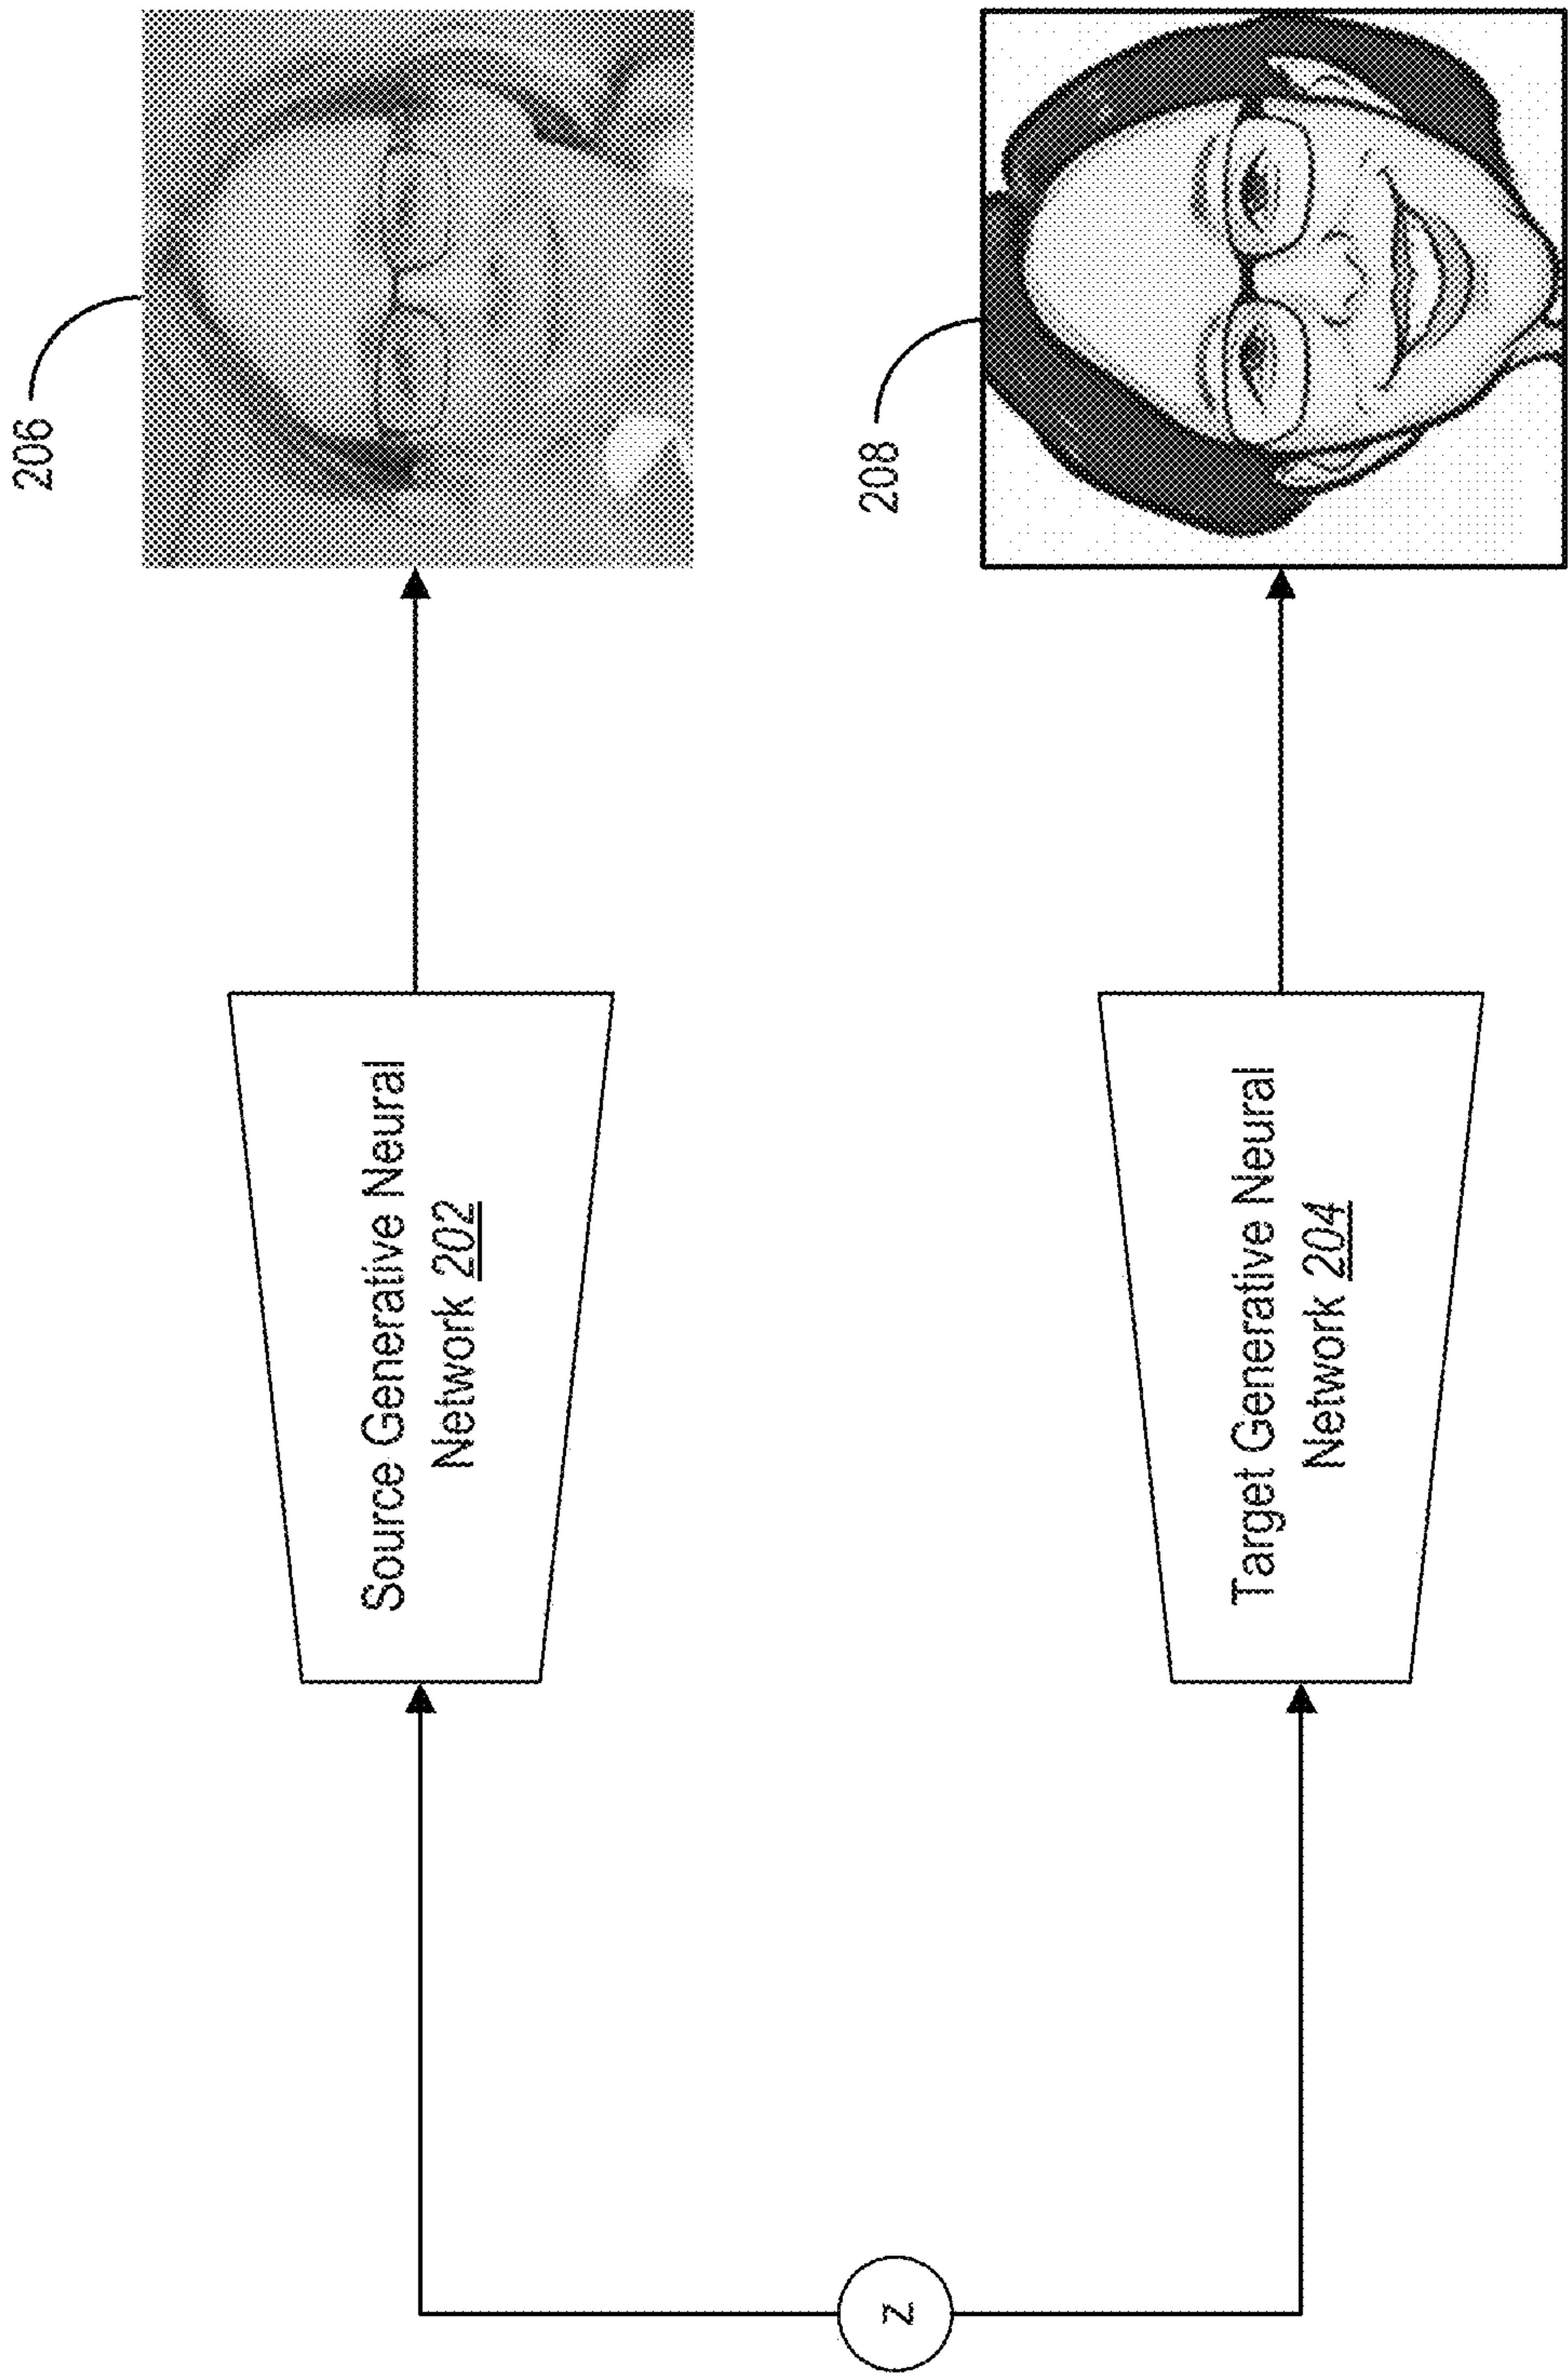 206
Source Generative Neural
Network 202
z
208
Target Generative Neural
Network 204